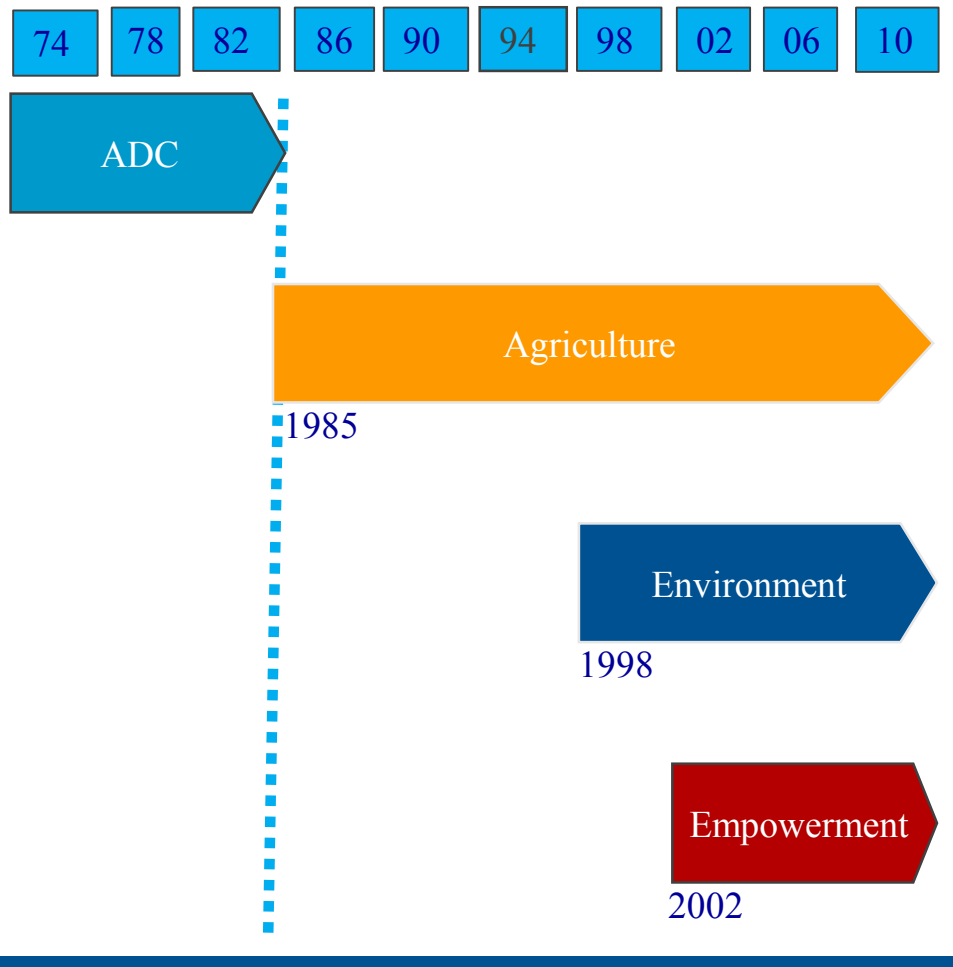 74 78 82 86 90 94 98 02 06 10
ADC
Agriculture
1985
Environment
1998
Empowerment
2002